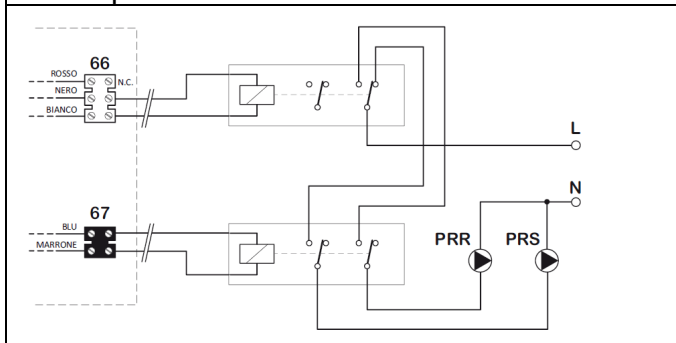 66
ROSSO
N.C.
NERO
BIANCO
L
N
67
BLU
MARRONE
PRR
PRS